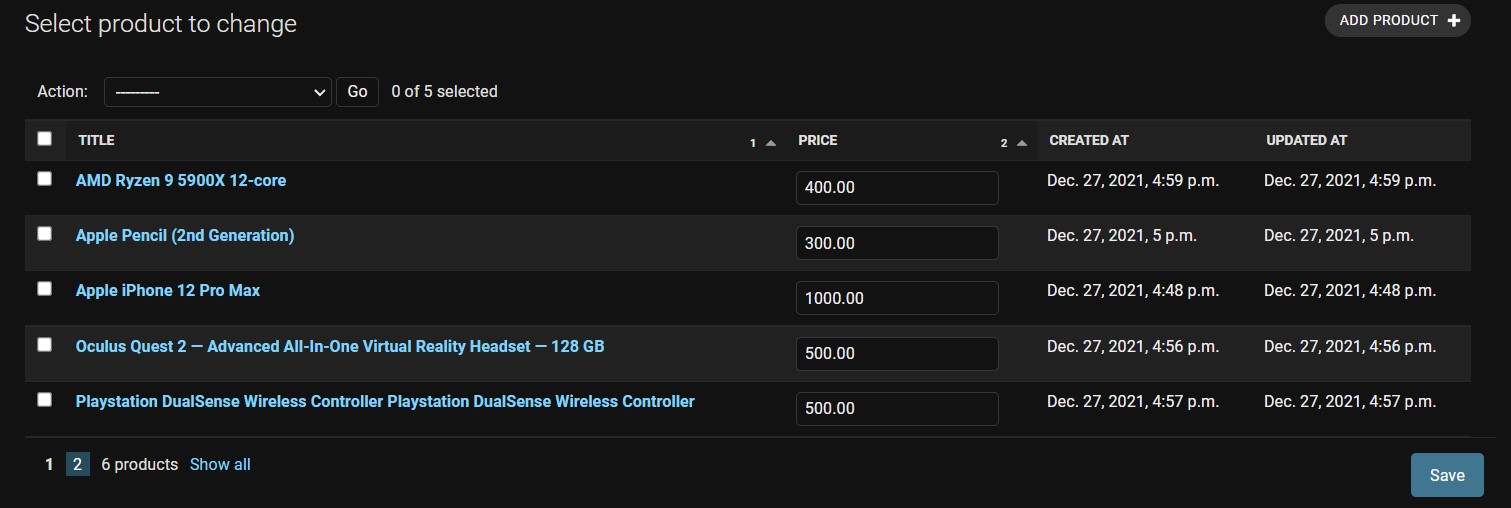 Select product to change
ADD PRODUCT +
Action: --------- Go 0 of 5 selected
TITLE 1 PRICE 2 CREATED AT UPDATED AT
AMD Ryzen 9 5900X 12-core 400.00 Dec. 27, 2021, 4:59 p.m. Dec. 27, 2021, 4:59 p.m.
Apple Pencil (2nd Generation) 300.00 Dec. 27, 2021, 5 p.m. Dec. 27, 2021, 5 p.m.
Apple iPhone 12 Pro Max 1000.00 Dec. 27, 2021, 4:48 p.m. Dec. 27, 2021, 4:48 p.m.
Oculus Quest 2 — Advanced All-In-One Virtual Reality Headset — 128 GB 500.00 Dec. 27, 2021, 4:56 p.m. Dec. 27, 2021, 4:56 p.m.
Playstation DualSense Wireless Controller Playstation DualSense Wireless Controller 500.00 Dec. 27, 2021, 4:57 p.m. Dec. 27, 2021, 4:57 p.m.
1 2 6 products Show all
Save